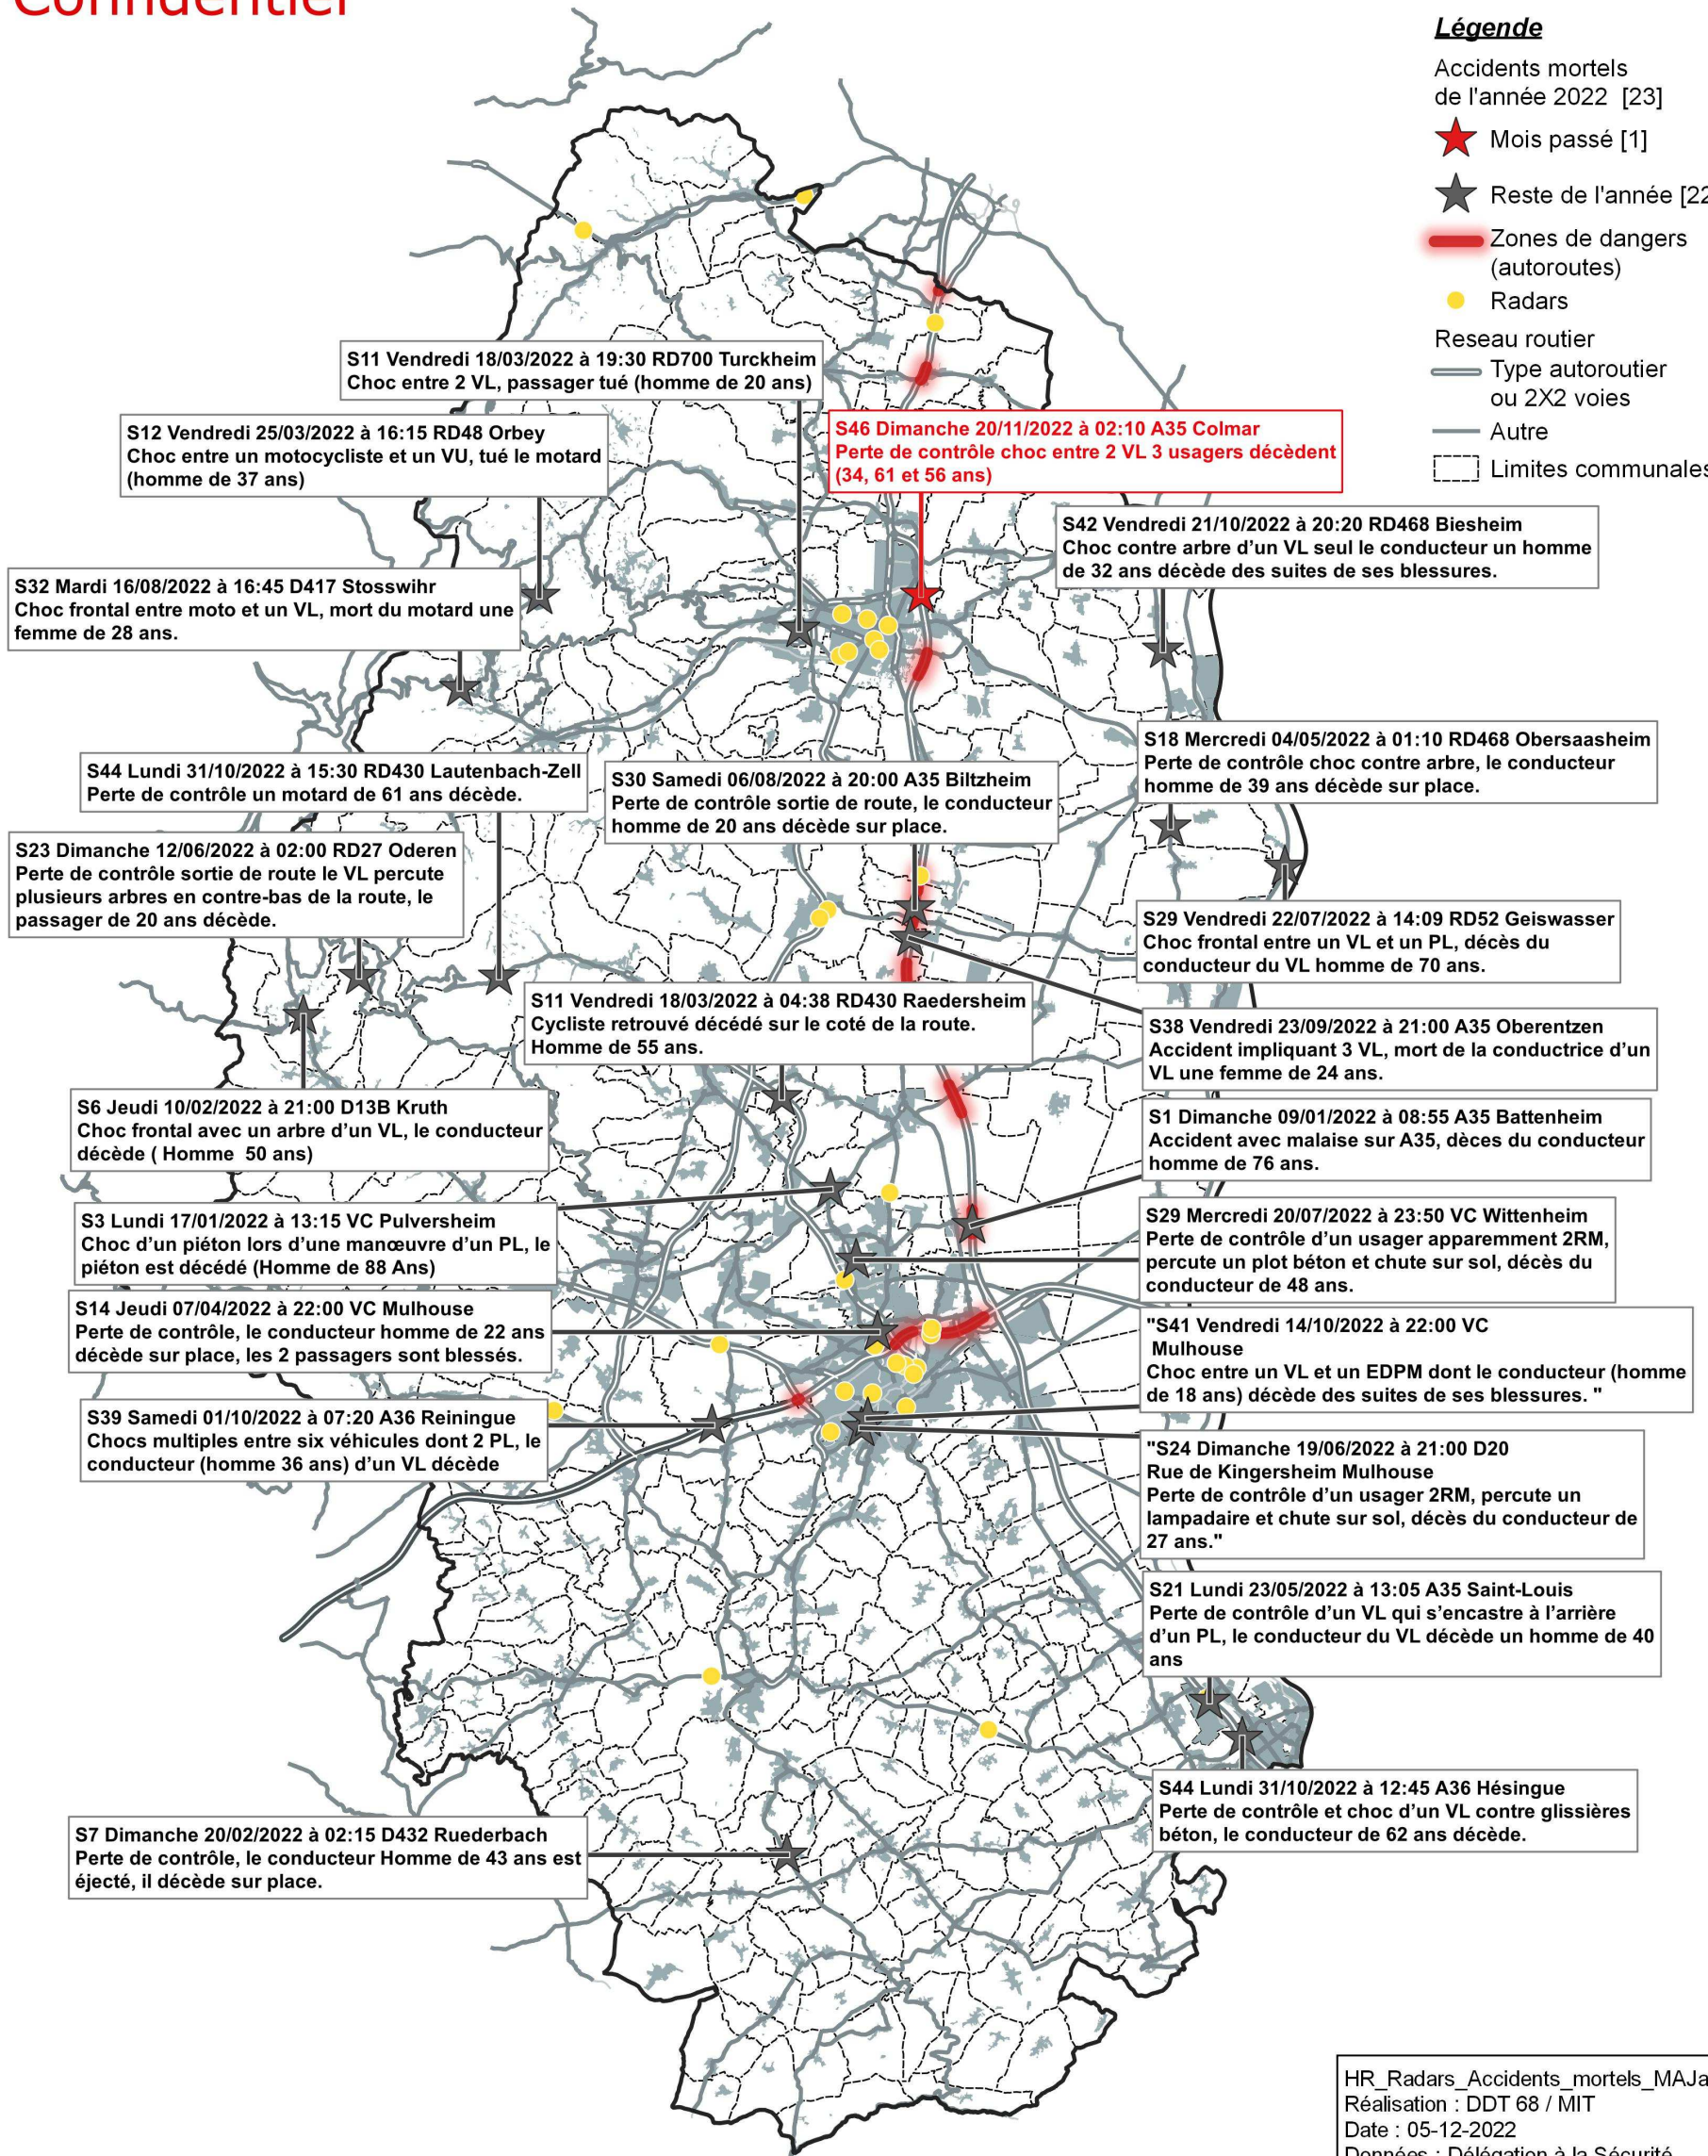 Confidentiel
Légende
Accidents mortels
de l'année 2022 [23]
Mois passé [1]
Reste de l'année [22
Zones de dangers
(autoroutes)
Radars
Reseau routier
Type autoroutier
ou 2X2 voies
Autre
Limites communales
S11 Vendredi 18/03/2022 à 19:30 RD700 Turckheim
Choc entre 2 VL, passager tué (homme de 20 ans)
S12 Vendredi 25/03/2022 à 16:15 RD48 Orbey
Choc entre un motocycliste et un VU, tué le motard
(homme de 37 ans)
S46 Dimanche 20/11/2022 à 02:10 A35 Colmar
Perte de contrôle choc entre 2 VL 3 usagers décèdent
(34, 61 et 56 ans)
S42 Vendredi 21/10/2022 à 20:20 RD468 Biesheim
Choc contre arbre d’un VL seul le conducteur un homme
de 32 ans décède des suites de ses blessures.
S32 Mardi 16/08/2022 à 16:45 D417 Stosswihr
Choc frontal entre moto et un VL, mort du motard une
femme de 28 ans.
S18 Mercredi 04/05/2022 à 01:10 RD468 Obersaasheim
Perte de contrôle choc contre arbre, le conducteur
homme de 39 ans décède sur place.
S44 Lundi 31/10/2022 à 15:30 RD430 Lautenbach-Zell
Perte de contrôle un motard de 61 ans décède.
S30 Samedi 06/08/2022 à 20:00 A35 Biltzheim
Perte de contrôle sortie de route, le conducteur
homme de 20 ans décède sur place.
S23 Dimanche 12/06/2022 à 02:00 RD27 Oderen
Perte de contrôle sortie de route le VL percute
plusieurs arbres en contre-bas de la route, le
passager de 20 ans décède.
S29 Vendredi 22/07/2022 à 14:09 RD52 Geiswasser
Choc frontal entre un VL et un PL, décès du
conducteur du VL homme de 70 ans.
S11 Vendredi 18/03/2022 à 04:38 RD430 Raedersheim
Cycliste retrouvé décédé sur le coté de la route.
Homme de 55 ans.
S38 Vendredi 23/09/2022 à 21:00 A35 Oberentzen
Accident impliquant 3 VL, mort de la conductrice d’un
VL une femme de 24 ans.
S6 Jeudi 10/02/2022 à 21:00 D13B Kruth
Choc frontal avec un arbre d’un VL, le conducteur
décède ( Homme 50 ans)
S1 Dimanche 09/01/2022 à 08:55 A35 Battenheim
Accident avec malaise sur A35, dèces du conducteur
homme de 76 ans.
S3 Lundi 17/01/2022 à 13:15 VC Pulversheim
Choc d’un piéton lors d’une manœuvre d’un PL, le
piéton est décédé (Homme de 88 Ans)
S29 Mercredi 20/07/2022 à 23:50 VC Wittenheim
Perte de contrôle d’un usager apparemment 2RM,
percute un plot béton et chute sur sol, décès du
conducteur de 48 ans.
S14 Jeudi 07/04/2022 à 22:00 VC Mulhouse
Perte de contrôle, le conducteur homme de 22 ans
décède sur place, les 2 passagers sont blessés.
"S41 Vendredi 14/10/2022 à 22:00 VC
Mulhouse
Choc entre un VL et un EDPM dont le conducteur (homme
de 18 ans) décède des suites de ses blessures. "
S39 Samedi 01/10/2022 à 07:20 A36 Reiningue
Chocs multiples entre six véhicules dont 2 PL, le
conducteur (homme 36 ans) d’un VL décède
"S24 Dimanche 19/06/2022 à 21:00 D20
Rue de Kingersheim Mulhouse
Perte de contrôle d’un usager 2RM, percute un
lampadaire et chute sur sol, décès du conducteur de
27 ans."
S21 Lundi 23/05/2022 à 13:05 A35 Saint-Louis
Perte de contrôle d’un VL qui s’encastre à l’arrière
d’un PL, le conducteur du VL décède un homme de 40
ans
S44 Lundi 31/10/2022 à 12:45 A36 Hésingue
Perte de contrôle et choc d’un VL contre glissières
béton, le conducteur de 62 ans décède.
S7 Dimanche 20/02/2022 à 02:15 D432 Ruederbach
Perte de contrôle, le conducteur Homme de 43 ans est
éjecté, il décède sur place.
HR_Radars_Accidents_mortels_MAJa
Réalisation : DDT 68 / MIT
Date : 05-12-2022
Données : Délégation à la Sécurité